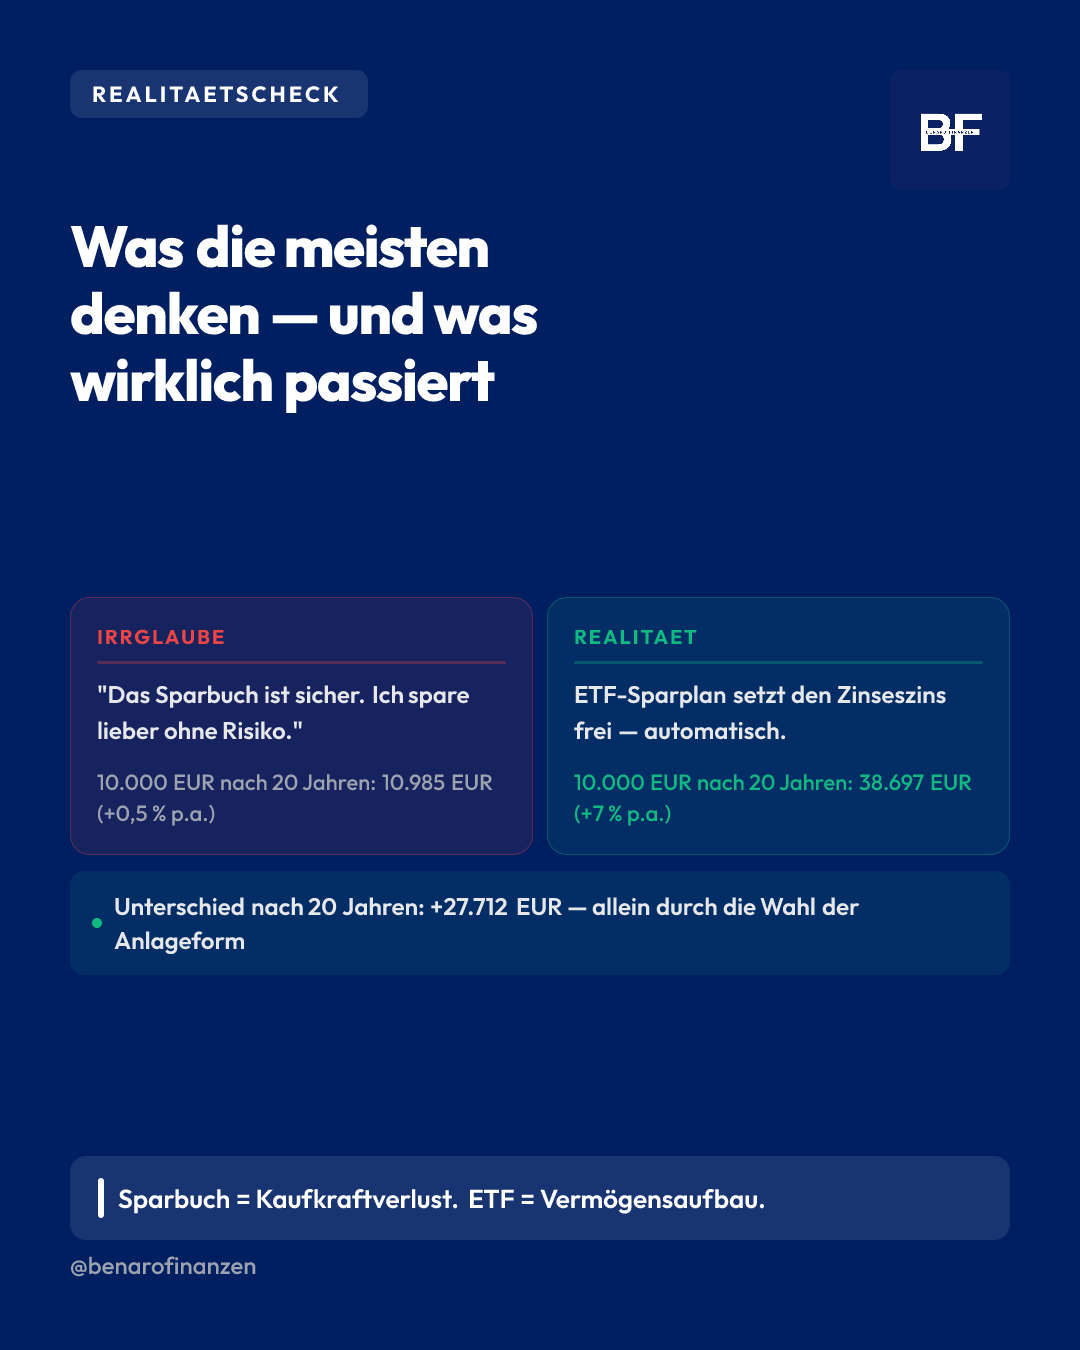 REALITAETSCHECK
BF
Was die meisten
denken — und was
wirklich passiert
IRRGLAUBE
"Das Sparbuch ist sicher. Ich spare
lieber ohne Risiko."
10.000 EUR nach 20 Jahren: 10.985 EUR
(+0,5 % p.a.)
REALITAET
ETF-Sparplan setzt den Zinseszins
frei — automatisch.
10.000 EUR nach 20 Jahren: 38.697 EUR
(+7 % p.a.)
Unterschied nach 20 Jahren: +27.712 EUR — allein durch die Wahl der
Anlageform
Sparbuch = Kaufkraftverlust. ETF = Vermögensaufbau.
@benarofinanzen